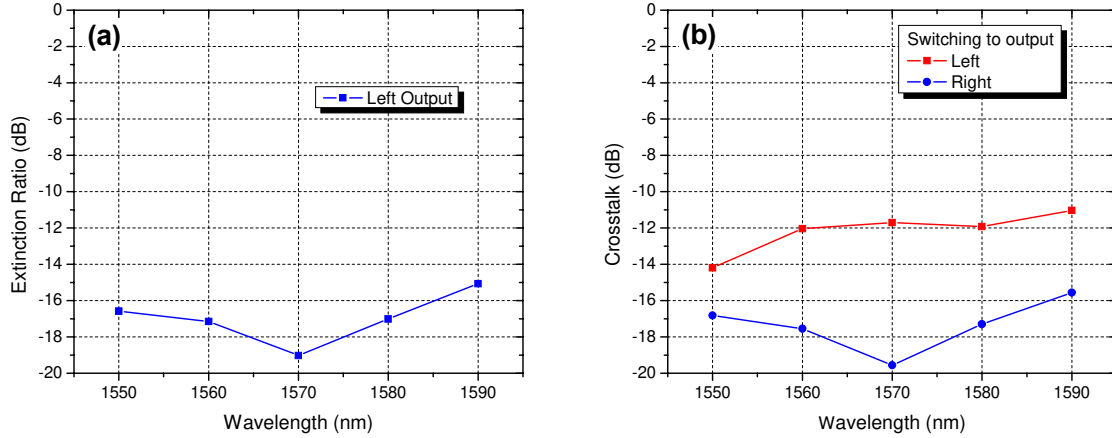 (a)
Left Output
0
-2
-4
-6
-8
-10
-12
-14
-16
-18
-20
Extinction Ratio (dB)
1550 1560 1570 1580 1590
Wavelength (nm)
(b)
Switching to output
Left
Right
0
-2
-4
-6
-8
-10
-12
-14
-16
-18
-20
Crosstalk (dB)
1550 1560 1570 1580 1590
Wavelength (nm)